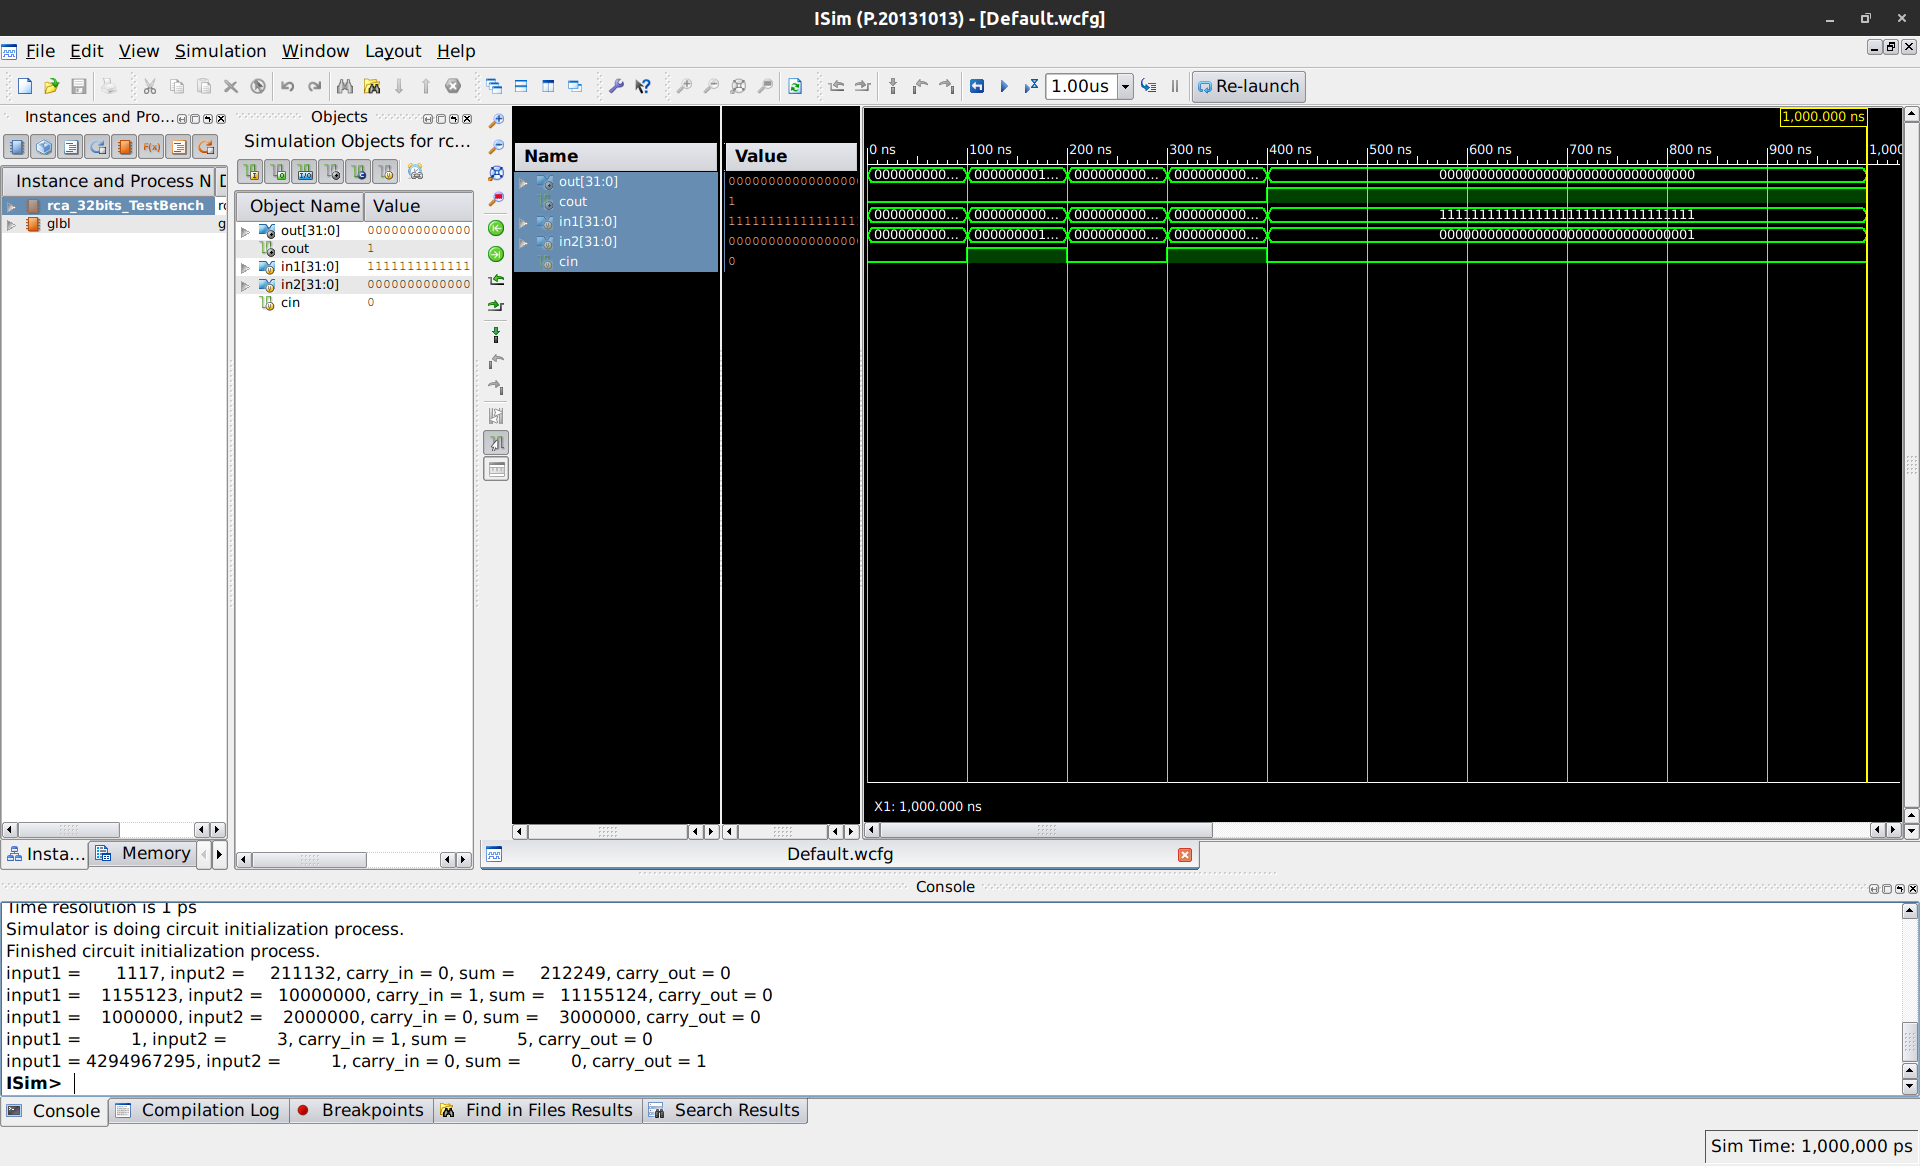 ISim (P.20131013) - [Default.wcfg]
File Edit View Simulation Window Layout Help
1.00us Re-launch
Instances and Pro...
Instance and Process N
rca_32bits_TestBench
glbl
Insta... Memory
Objects
Simulation Objects for rc...
Object Name Value
out[31:0] 0000000000000
cout 1
in1[31:0] 1111111111111
in2[31:0] 0000000000000
cin 0
Name Value
out[31:0] 0000000000000000
cout 1
in1[31:0] 1111111111111111
in2[31:0] 0000000000000000
cin 0
1,000.000 ns
0 ns 100 ns 200 ns 300 ns 400 ns 500 ns 600 ns 700 ns 800 ns 900 ns 1,000
000000000... 000000001... 000000000... 000000000... 00000000000000000000000000000000
000000000... 000000000... 000000000... 000000000... 11111111111111111111111111111111
000000000... 000000001... 000000000... 000000000... 00000000000000000000000000000001
X1: 1,000.000 ns
Default.wcfg
Console
Time resolution is 1 ps
Simulator is doing circuit initialization process.
Finished circuit initialization process.
input1 = 1117, input2 = 211132, carry_in = 0, sum = 212249, carry_out = 0
input1 = 1155123, input2 = 10000000, carry_in = 1, sum = 11155124, carry_out = 0
input1 = 1000000, input2 = 2000000, carry_in = 0, sum = 3000000, carry_out = 0
input1 = 1, input2 = 3, carry_in = 1, sum = 5, carry_out = 0
input1 = 4294967295, input2 = 1, carry_in = 0, sum = 0, carry_out = 1
ISim>
Console Compilation Log Breakpoints Find in Files Results Search Results
Sim Time: 1,000,000 ps